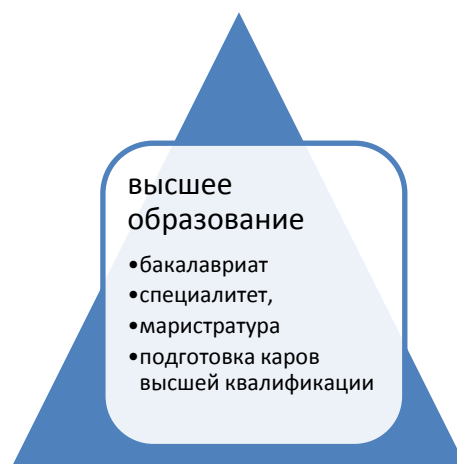 высшее
образование
•бакалавриат
•специалитет,
•маристратура
•подготовка каров
высшей квалификации